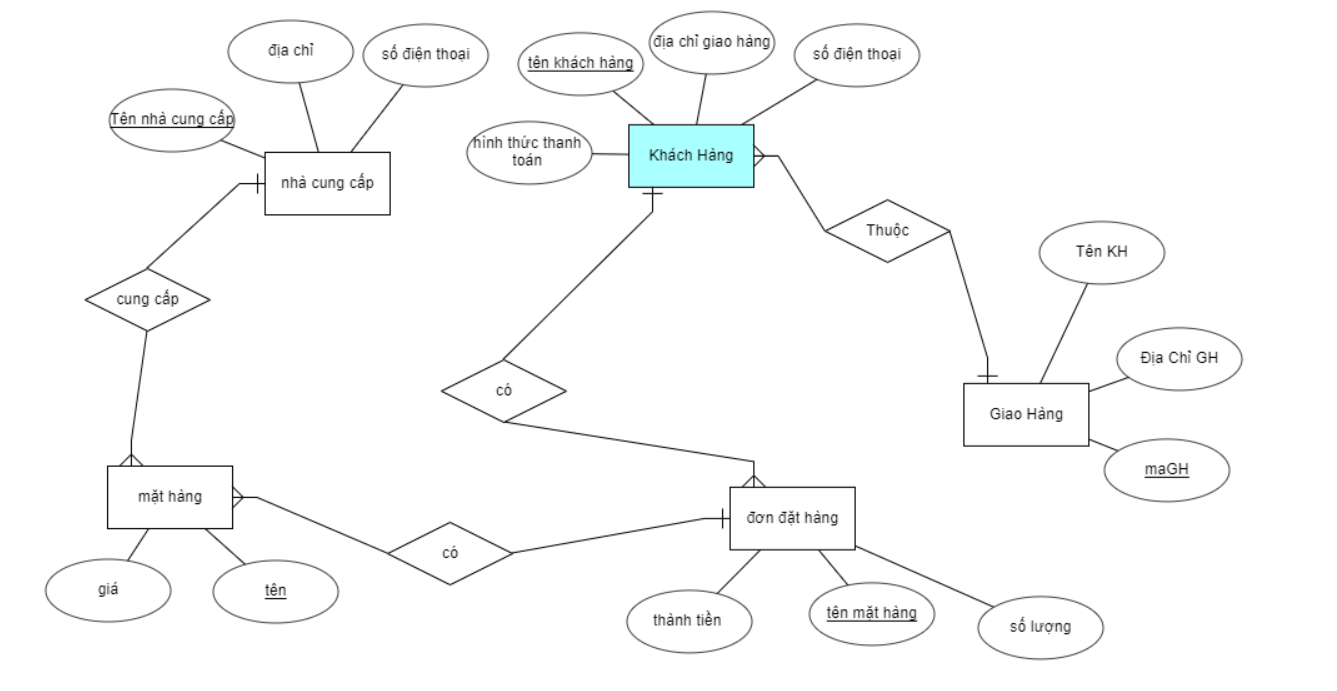 địa chỉ
số điện thoại
Tên nhà cung cấp
nhà cung cấp
tên khách hàng
địa chỉ giao hàng
số điện thoại
hình thức thanh
toán
Khách Hàng
Thuộc
Tên KH
Địa Chỉ GH
Giao Hàng
maGH
cung cấp
có
mặt hàng
có
đơn đặt hàng
giá
tên
thành tiền
tên mặt hàng
số lượng